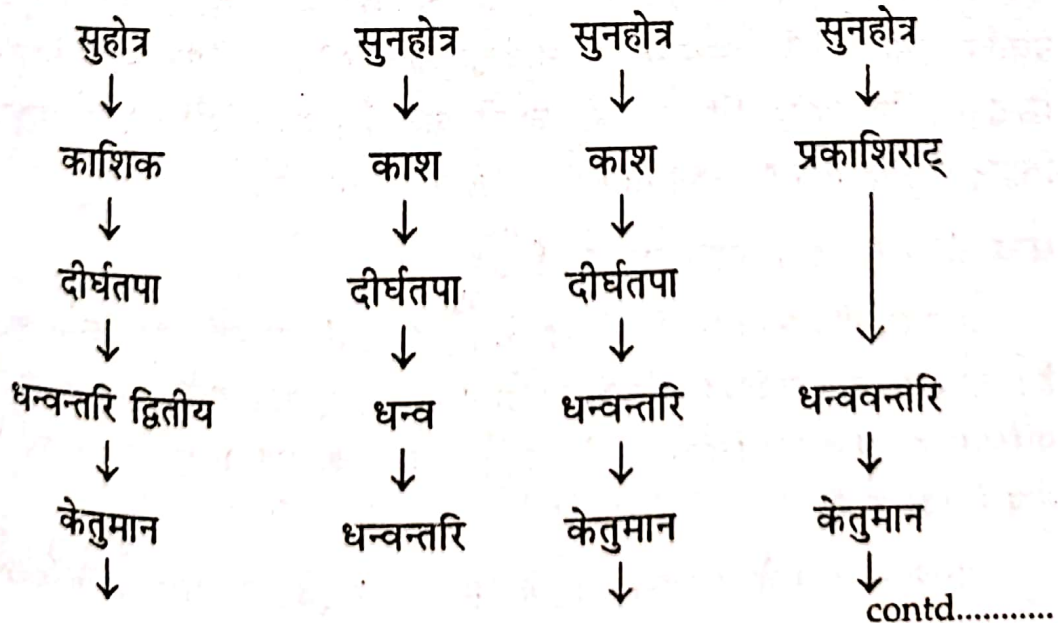 सुहोत्र सुनहोत्र सुनहोत्र सुनहोत्र
↓ ↓ ↓ ↓
काशिक काश काश प्रकाशिराट्
↓ ↓ ↓ ↓
दीर्घतपा दीर्घतपा दीर्घतपा
↓ ↓ ↓
धन्वन्तरि द्वितीय धन्व धन्वन्तरि धन्ववन्तरि
↓ ↓ ↓ ↓
केतुमान धन्वन्तरि केतुमान केतुमान
↓ ↓ ↓
contd...........